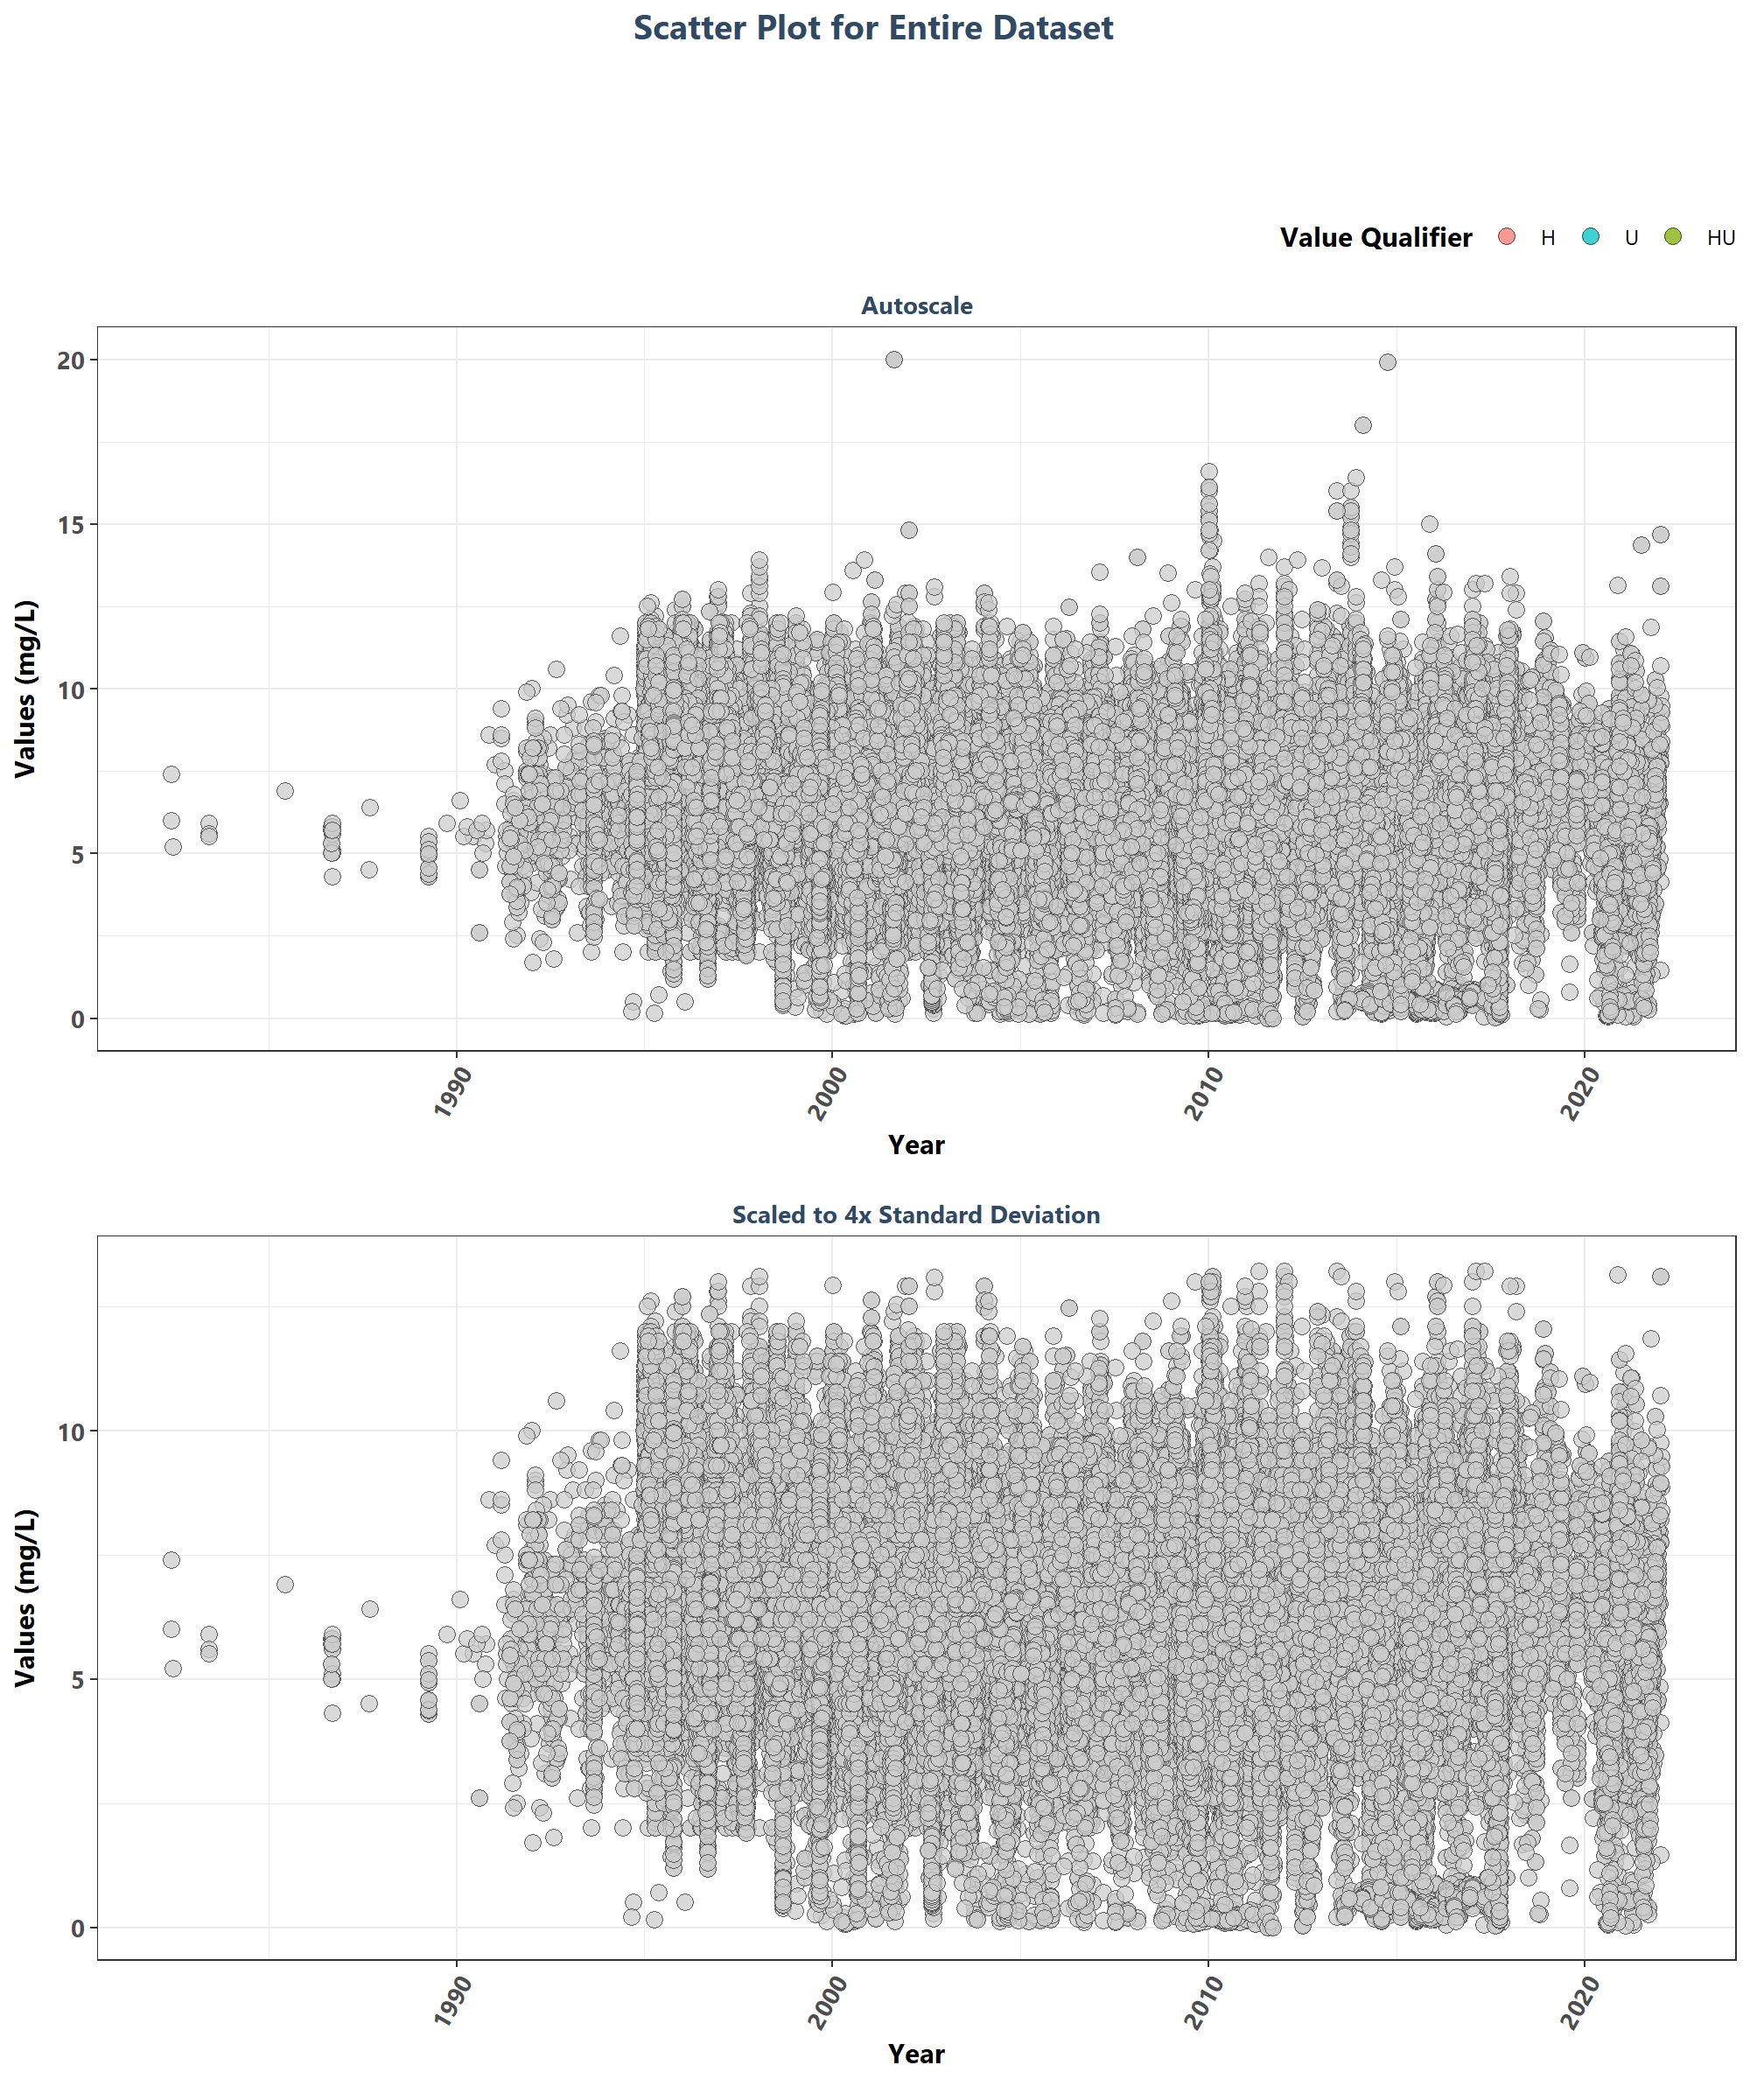 Scatter Plot for Entire Dataset
Value Qualifier H U HU
Autoscale
20
15
10
5
0
Values (mg/L)
1990 2000 2010 2020
Year
Scaled to 4x Standard Deviation
10
5
0
Values (mg/L)
1990 2000 2010 2020
Year